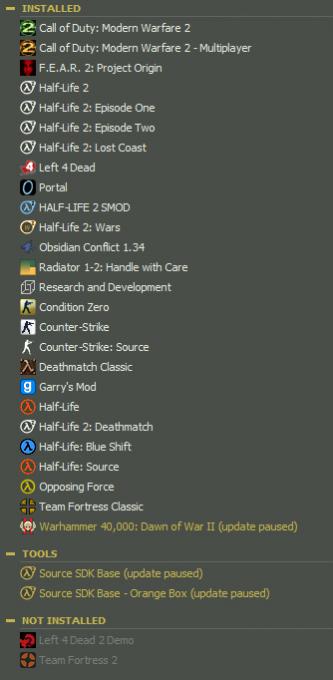 INSTALLED
Call of Duty: Modern Warfare 2
Call of Duty: Modern Warfare 2 - Multiplayer
F.E.A.R. 2: Project Origin
Half-Life 2
Half-Life 2: Episode One
Half-Life 2: Episode Two
Half-Life 2: Lost Coast
Left 4 Dead
Portal
HALF-LIFE 2 SMOD
Half-Life 2: Wars
Obsidian Conflict 1.34
Radiator 1-2: Handle with Care
Research and Development
Condition Zero
Counter-Strike
Counter-Strike: Source
Deathmatch Classic
Garry's Mod
Half-Life
Half-Life 2: Deathmatch
Half-Life: Blue Shift
Half-Life: Source
Opposing Force
Team Fortress Classic
Warhammer 40,000: Dawn of War II (update paused)
TOOLS
Source SDK Base (update paused)
Source SDK Base - Orange Box (update paused)
NOT INSTALLED
Left 4 Dead 2 Demo
Team Fortress 2